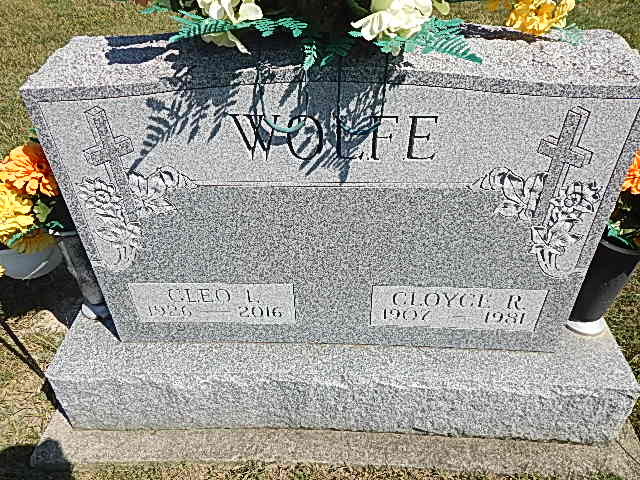 WOLFE
CLEO L.
1926 — 2016
CLOYCE R.
1907 — 1981